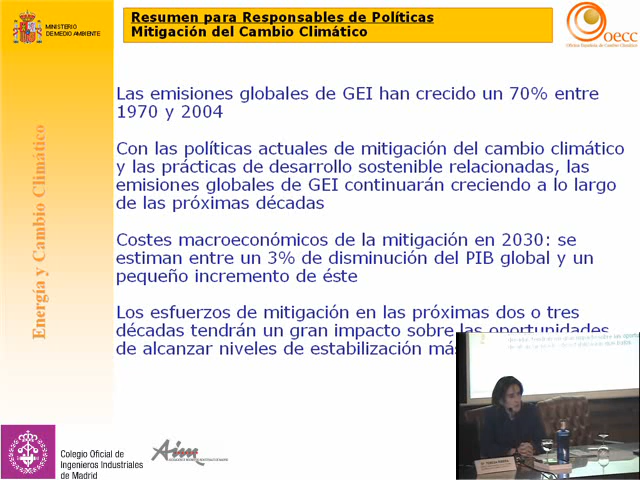 MINISTERIO
DE MEDIO AMBIENTE
Resumen para Responsables de Políticas
Mitigación del Cambio Climático
oecc
Oficina Española de Cambio Climático
Energía y Cambio Climático
Las emisiones globales de GEI han crecido un 70% entre
1970 y 2004
Con las políticas actuales de mitigación del cambio climático
y las prácticas de desarrollo sostenible relacionadas, las
emisiones globales de GEI continuarán creciendo a lo largo
de las próximas décadas
Costes macroeconómicos de la mitigación en 2030: se
estiman entre un 3% de disminución del PIB global y un
pequeño incremento de éste
Los esfuerzos de mitigación en las próximas dos o tres
décadas tendrán un gran impacto sobre las oportunidades
de alcanzar niveles de estabilización más
Colegio Oficial de
Ingenieros Industriales
de Madrid
Aiim